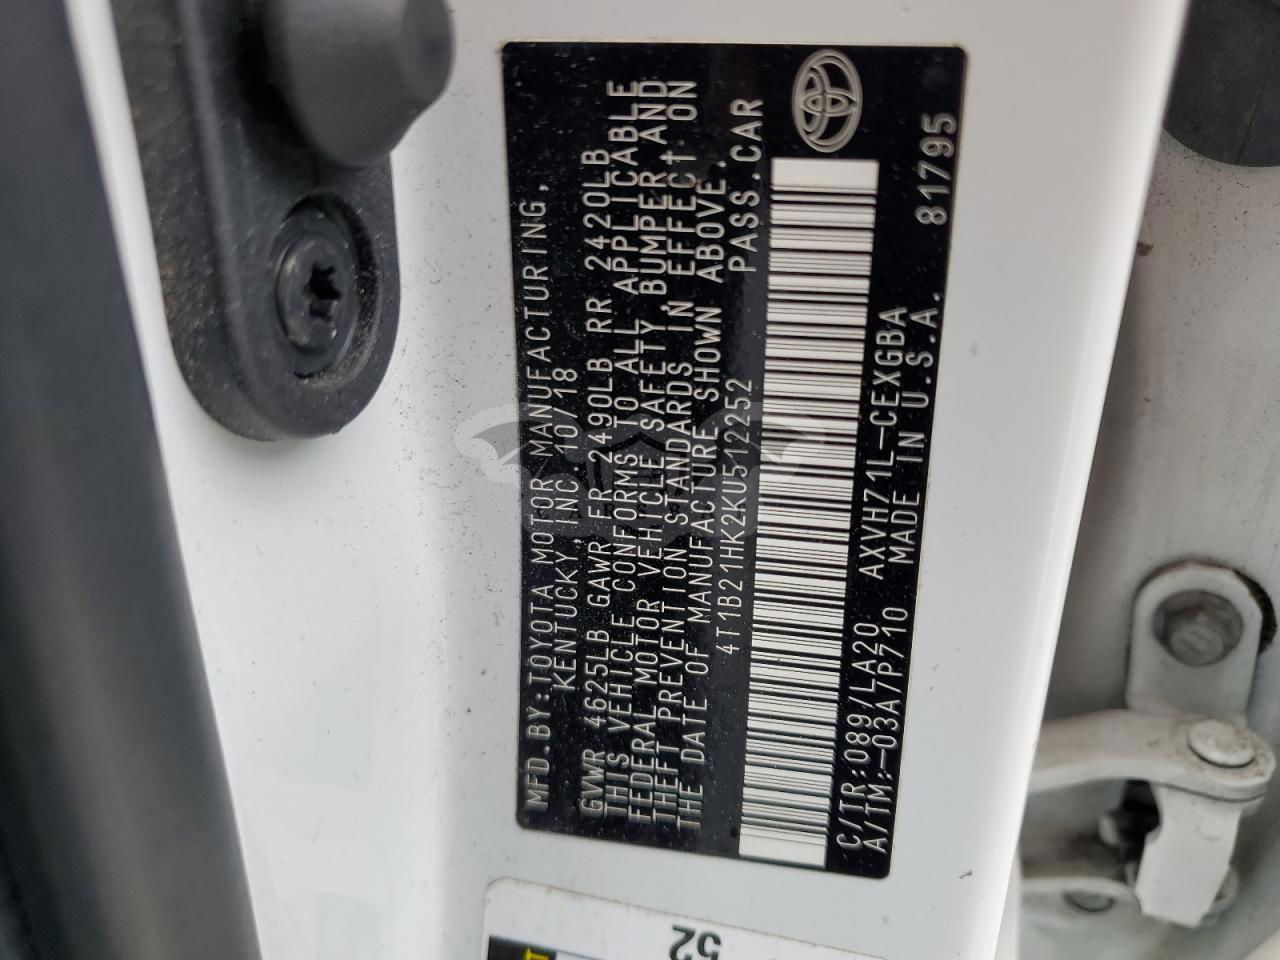 MFD.BY:TOYOTA MOTOR MANUFACTURING,
KENTUCKY,INC 10/18
GVWR 4625LB GAWR FR 2490LB RR 2420LB
THIS VEHICLE CONFORMS TO ALL APPLICABLE
FEDERAL MOTOR VEHICLE SAFETY,BUMPER AND
THEFT PREVENTION STANDARDS IN EFFECT ON
THE DATE OF MANUFACTURE SHOWN ABOVE.
4T1B21HK2KU512252 PASS.CAR
C/TR:089/LA20 AXVH71L-CEXGBA
A/TM:-03A/P710 MADE IN U.S.A. 81795
52